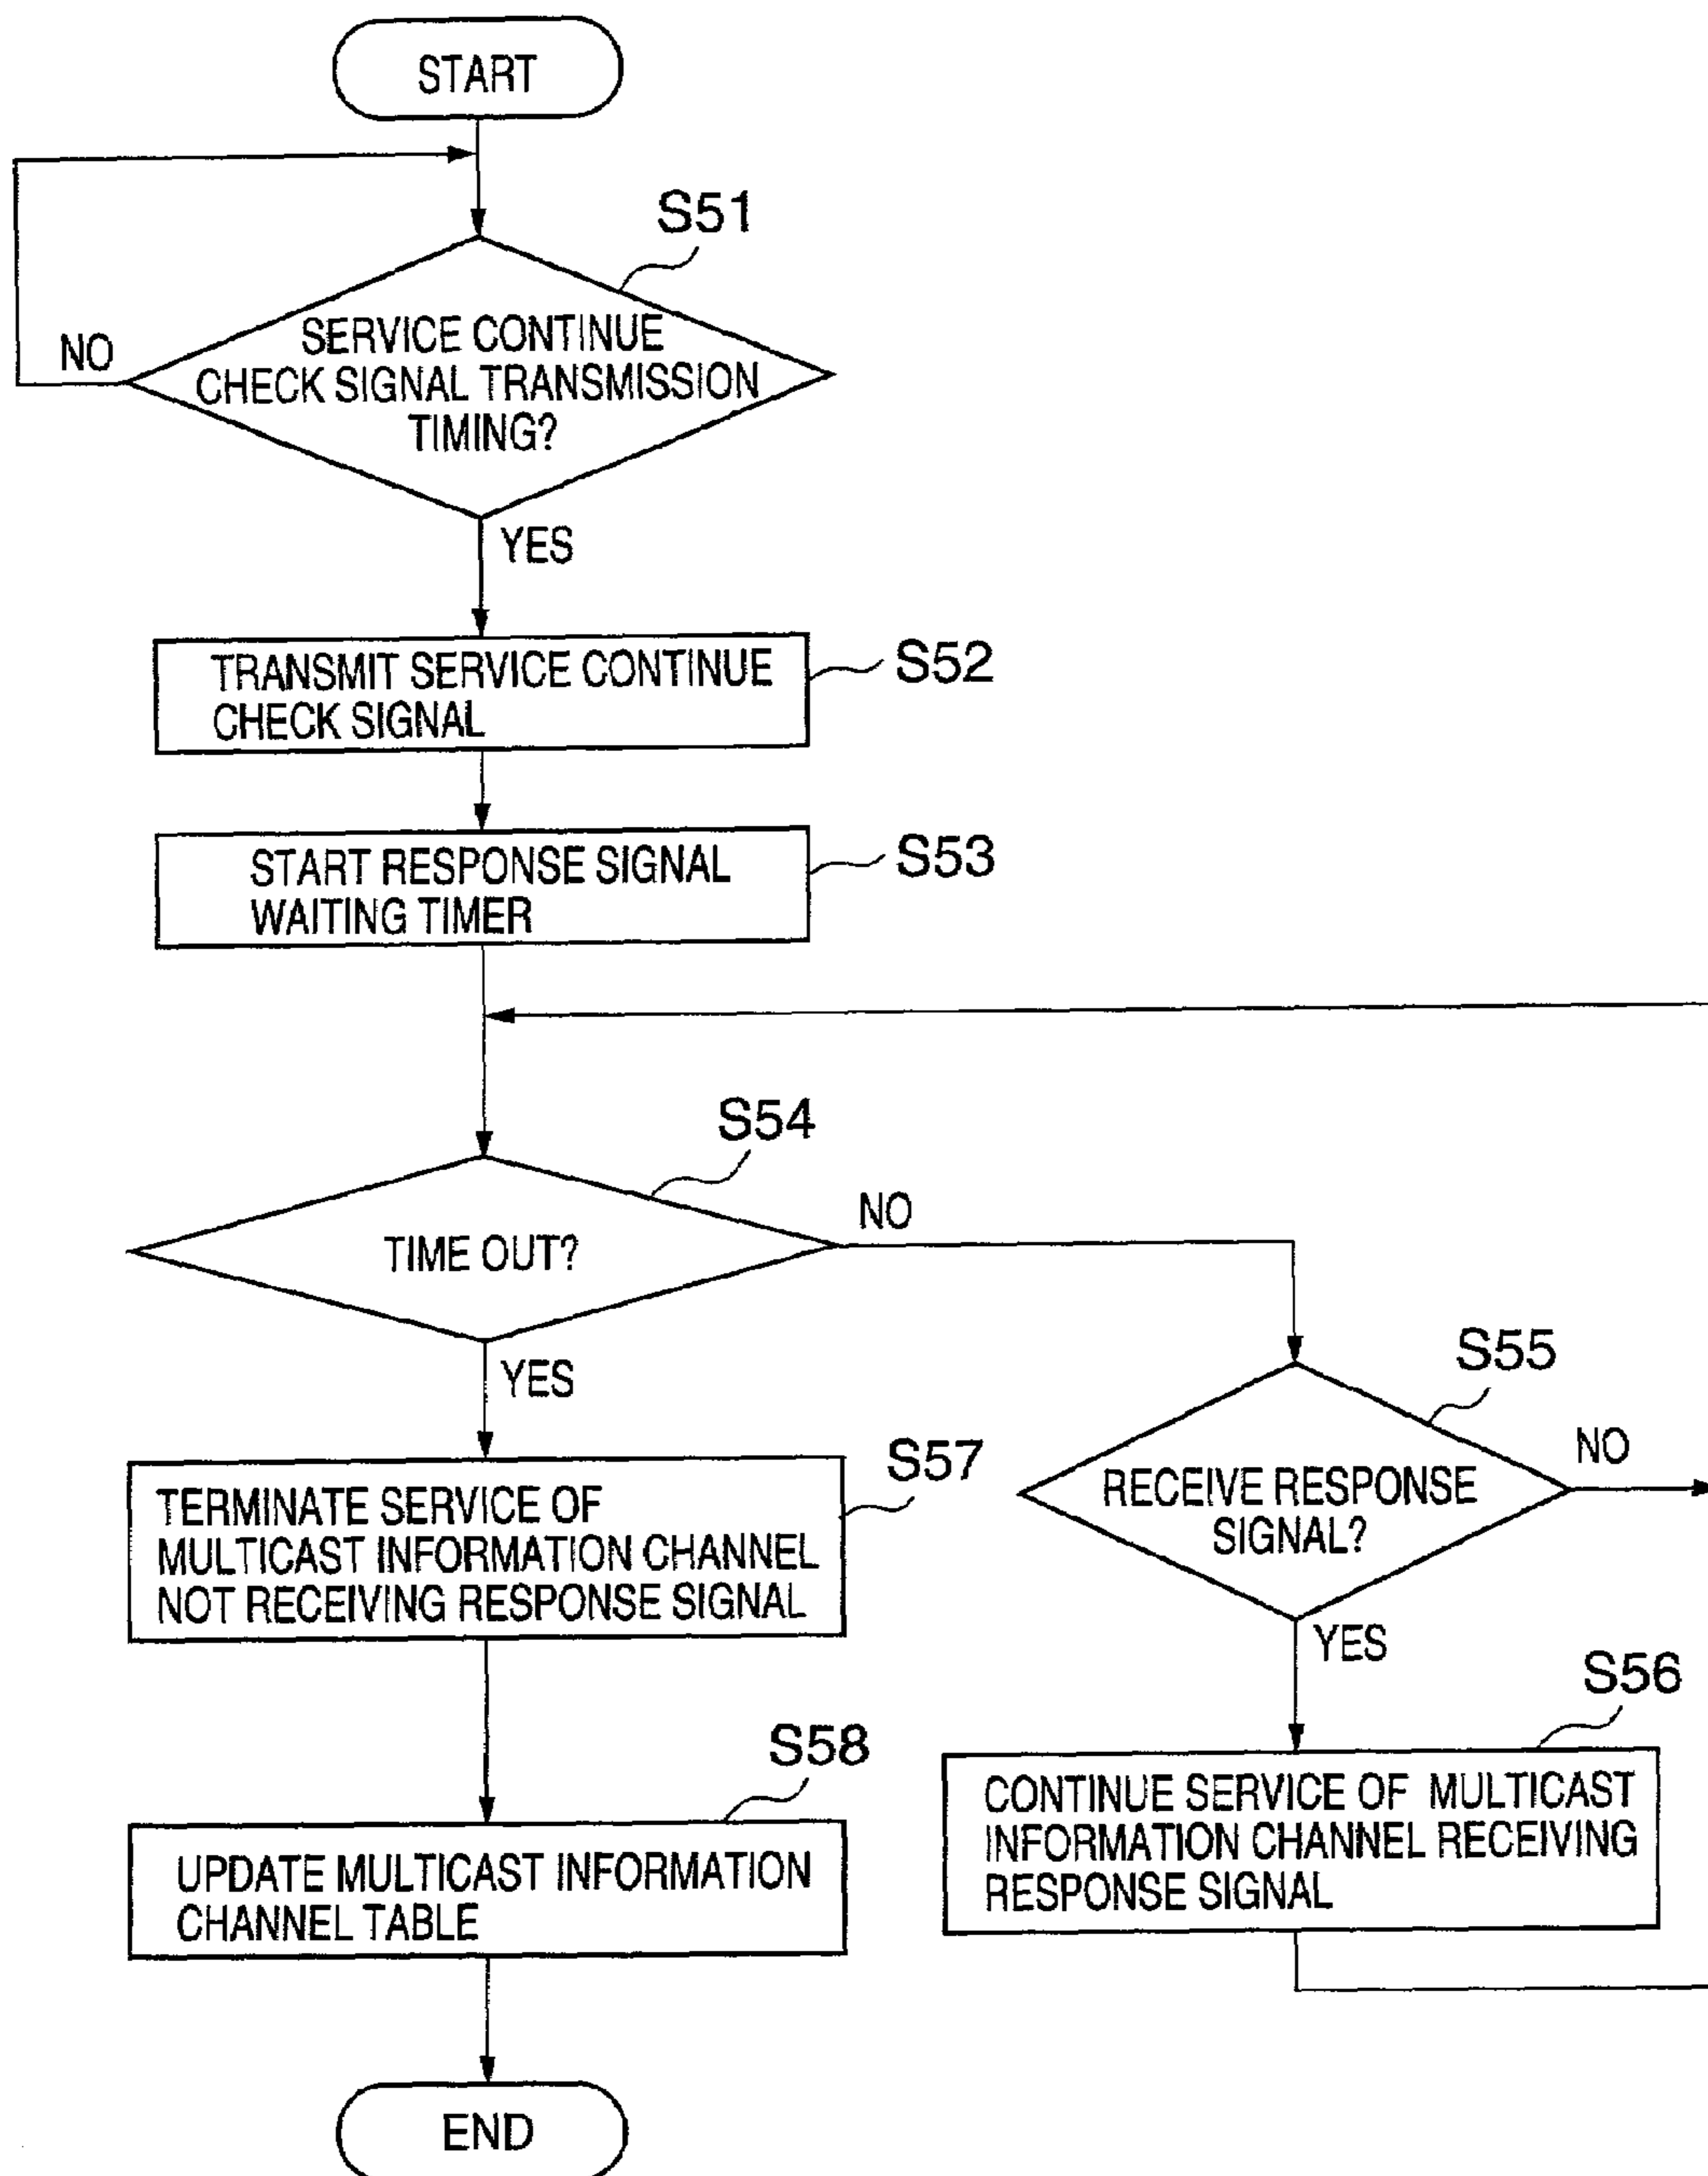 START
S51
SERVICE CONTINUE
CHECK SIGNAL TRANSMISSION
TIMING?
NO
YES
TRANSMIT SERVICE CONTINUE
CHECK SIGNAL
S52
START RESPONSE SIGNAL
WAITING TIMER
S53
S54
TIME OUT?
NO
YES
S55
RECEIVE RESPONSE
SIGNAL?
NO
YES
S57
TERMINATE SERVICE OF
MULTICAST INFORMATION CHANNEL
NOT RECEIVING RESPONSE SIGNAL
S56
CONTINUE SERVICE OF MULTICAST
INFORMATION CHANNEL RECEIVING
RESPONSE SIGNAL
S58
UPDATE MULTICAST INFORMATION
CHANNEL TABLE
END